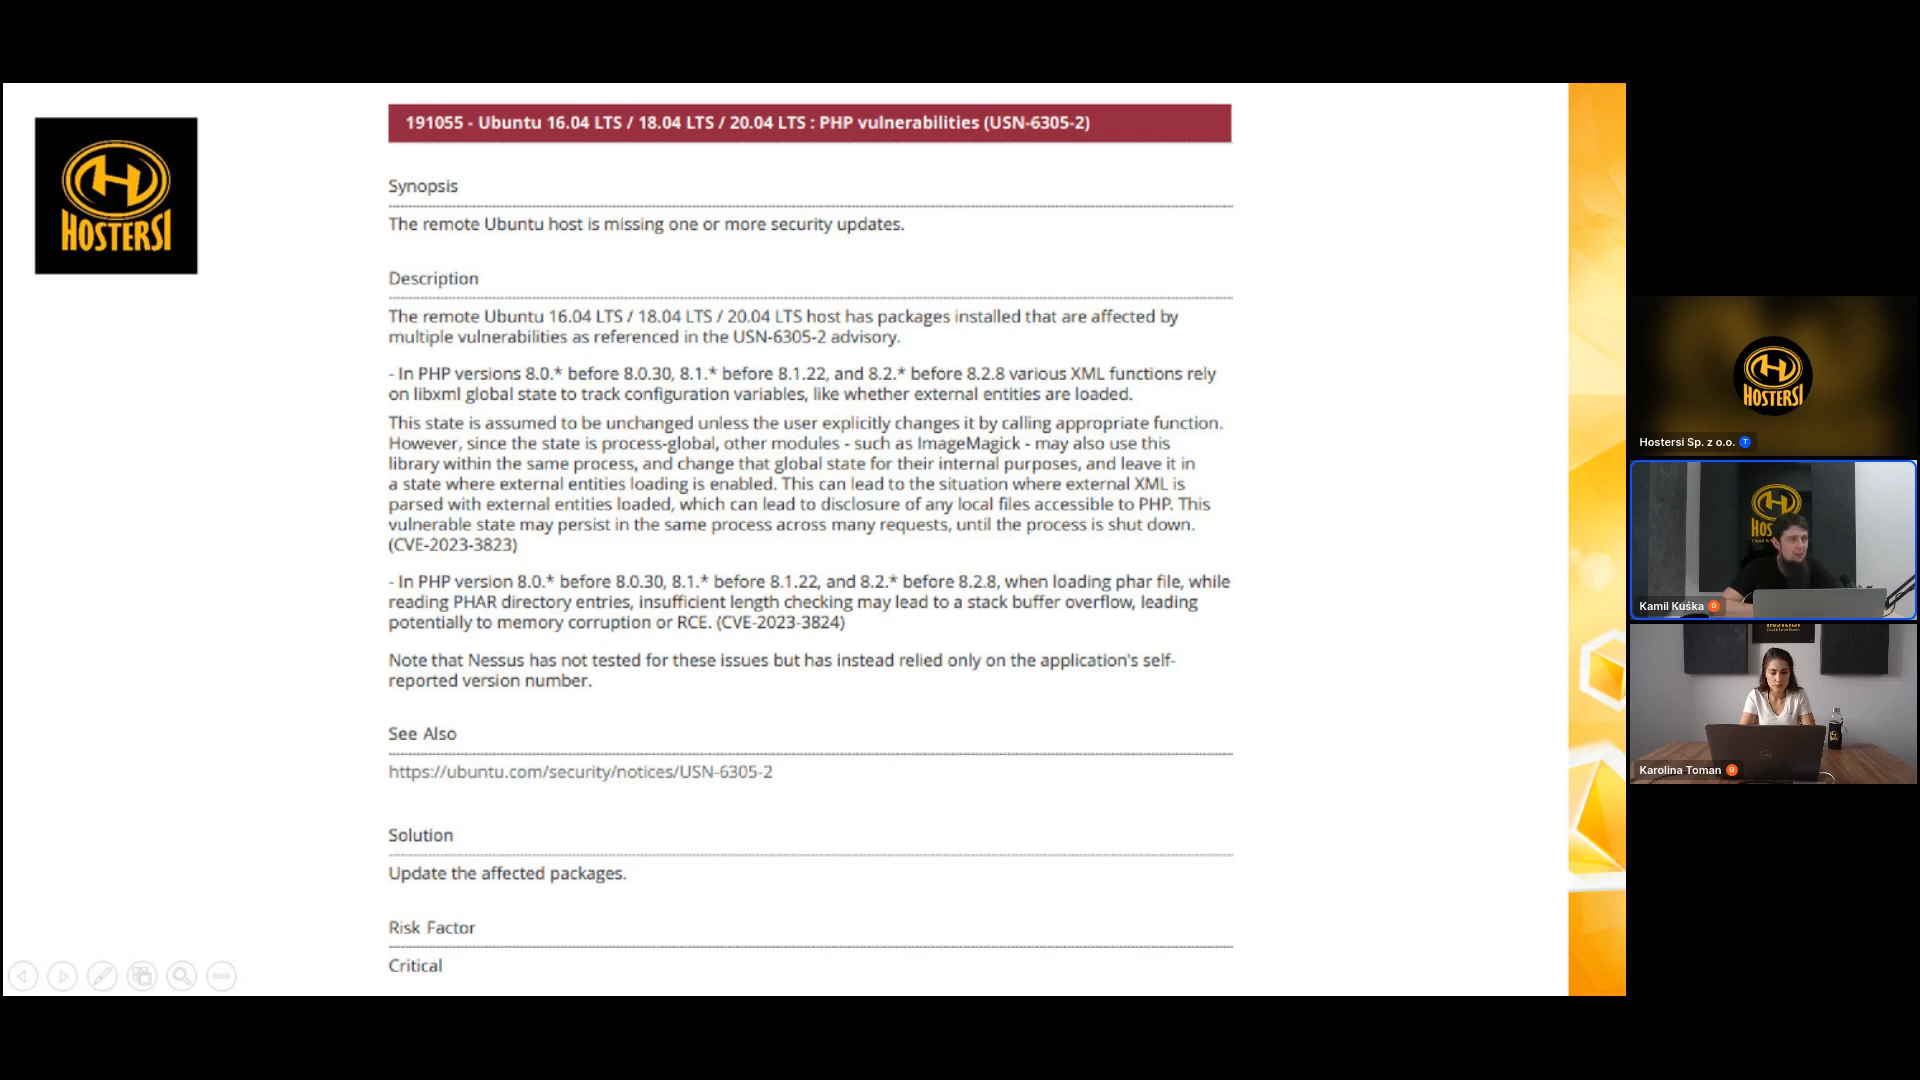 HOSTERSI
191055 - Ubuntu 16.04 LTS / 18.04 LTS / 20.04 LTS : PHP vulnerabilities (USN-6305-2)
Synopsis
The remote Ubuntu host is missing one or more security updates.
Description
The remote Ubuntu 16.04 LTS / 18.04 LTS / 20.04 LTS host has packages installed that are affected by
multiple vulnerabilities as referenced in the USN-6305-2 advisory.
- In PHP versions 8.0.* before 8.0.30, 8.1.* before 8.1.22, and 8.2.* before 8.2.8 various XML functions rely
on libxml global state to track configuration variables, like whether external entities are loaded.
This state is assumed to be unchanged unless the user explicitly changes it by calling appropriate function.
However, since the state is process-global, other modules - such as ImageMagick - may also use this
library within the same process, and change that global state for their internal purposes, and leave it in
a state where external entities loading is enabled. This can lead to the situation where external XML is
parsed with external entities loaded, which can lead to disclosure of any local files accessible to PHP. This
vulnerable state may persist in the same process across many requests, until the process is shut down.
(CVE-2023-3823)
- In PHP version 8.0.* before 8.0.30, 8.1.* before 8.1.22, and 8.2.* before 8.2.8, when loading phar file, while
reading PHAR directory entries, insufficient length checking may lead to a stack buffer overflow, leading
potentially to memory corruption or RCE. (CVE-2023-3824)
Note that Nessus has not tested for these issues but has instead relied only on the application's self-
reported version number.
See Also
https://ubuntu.com/security/notices/USN-6305-2
Solution
Update the affected packages.
Risk Factor
Critical
HOSTERSI
Hostersi Sp. z o.o. T
HOS
Kamil Kuśka G
Karolina Toman G